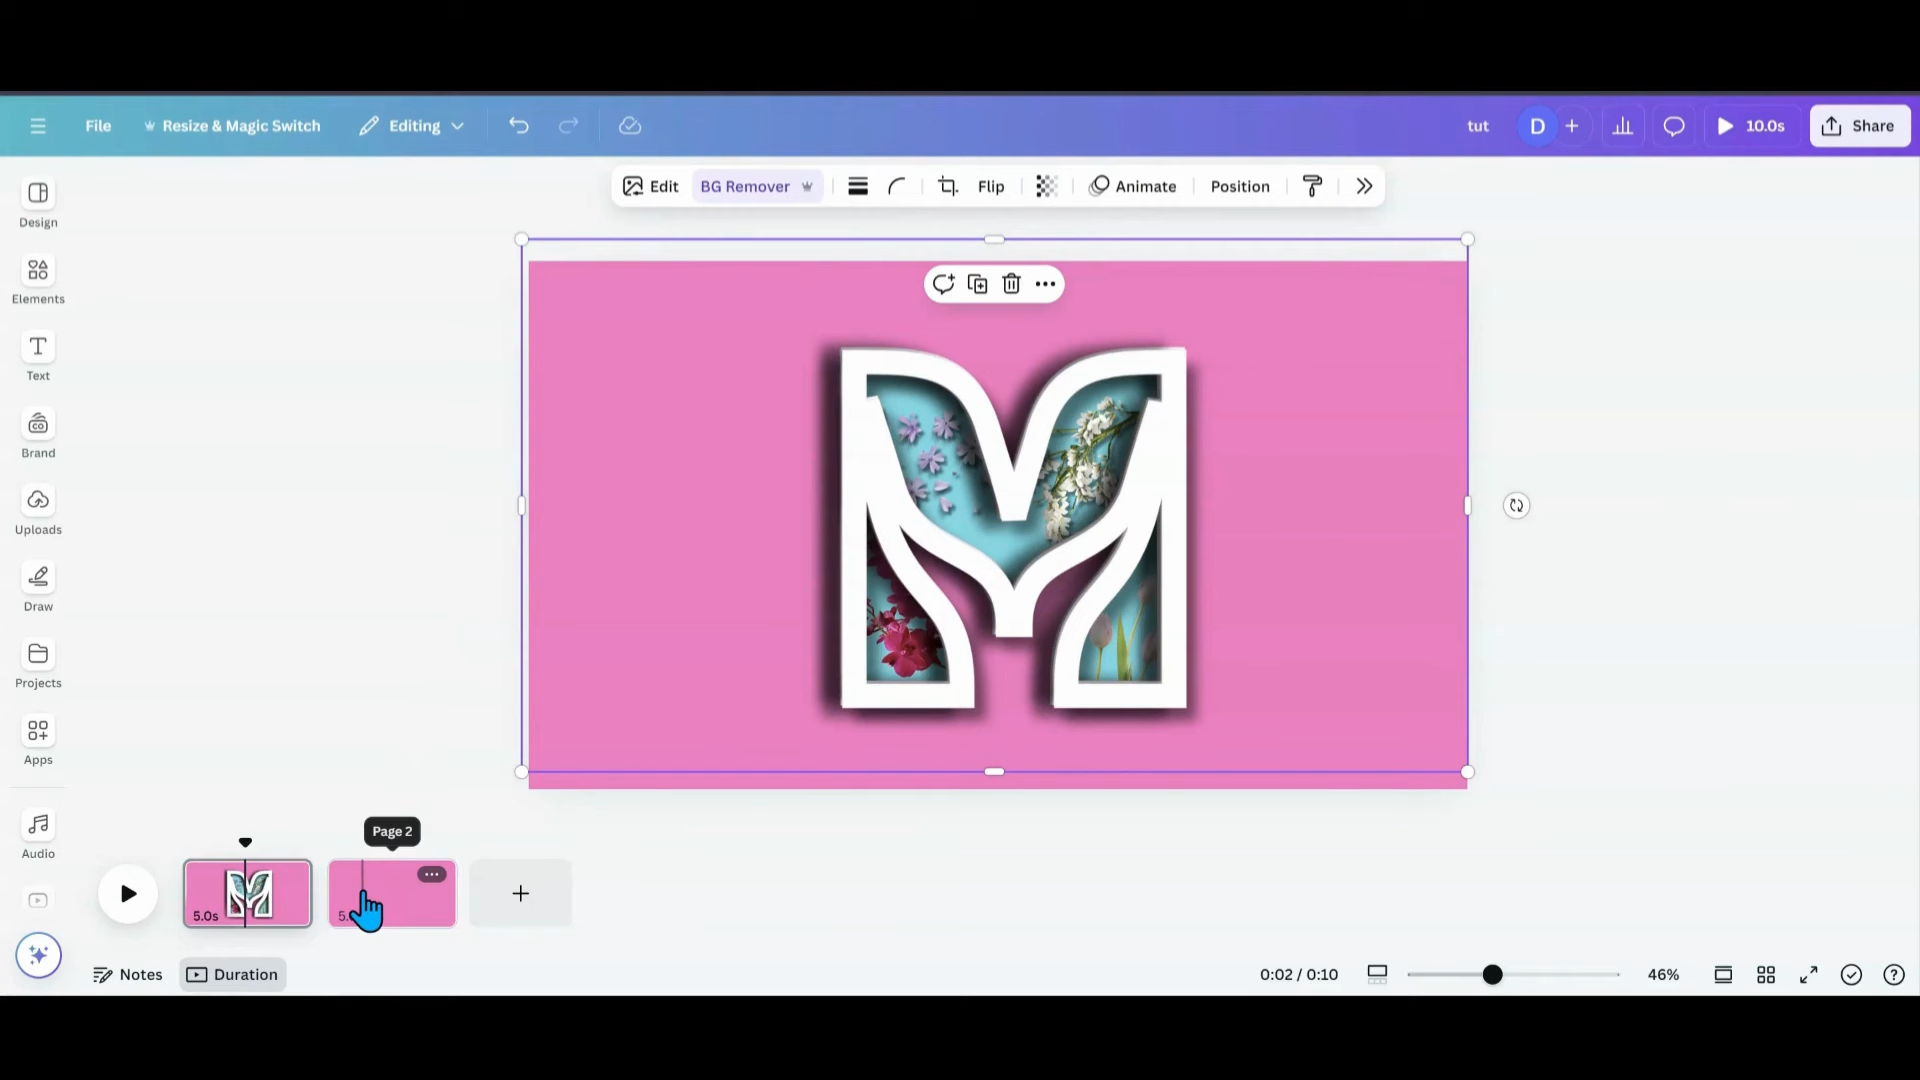 File
Resize & Magic Switch
Editing
tut
D
10.0s
Share
Edit
BG Remover
Flip
Animate
Position
Design
Elements
Text
CO
Brand
Uploads
Draw
Projects
Apps
Audio
M
Page 2
5.0s
Notes
Duration
0:02 / 0:10
46%